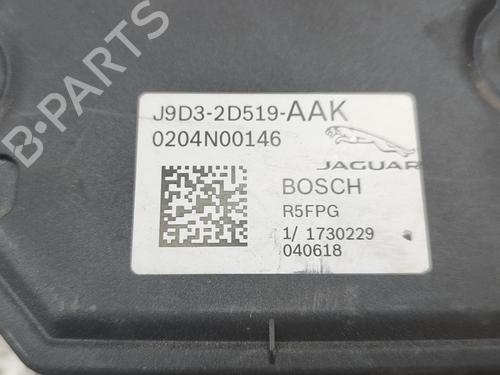 J9D3-2D519-AAK
0204N00146
JAGUAR
BOSCH
R5FPG
1/ 1730229
040618
B-PARTS